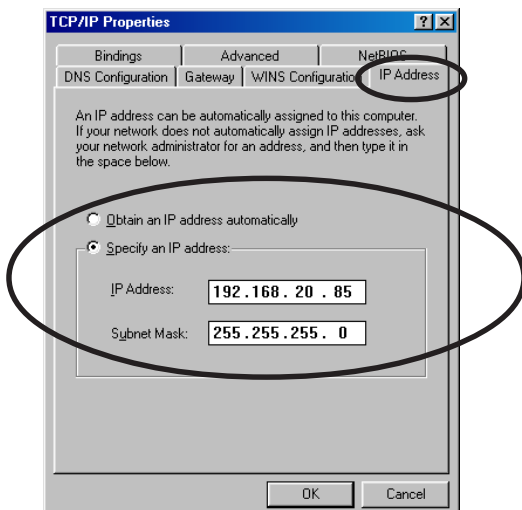 TCP/IP Properties
Bindings Advanced NetBIOS
DNS Configuration Gateway WINS Configuration IP Address
An IP address can be automatically assigned to this computer.
If your network does not automatically assign IP addresses, ask
your network administrator for an address, and then type it in
the space below.
Obtain an IP address automatically
Specify an IP address:
IP Address: 192.168. 20 . 85
Subnet Mask: 255.255.255. 0
OK Cancel